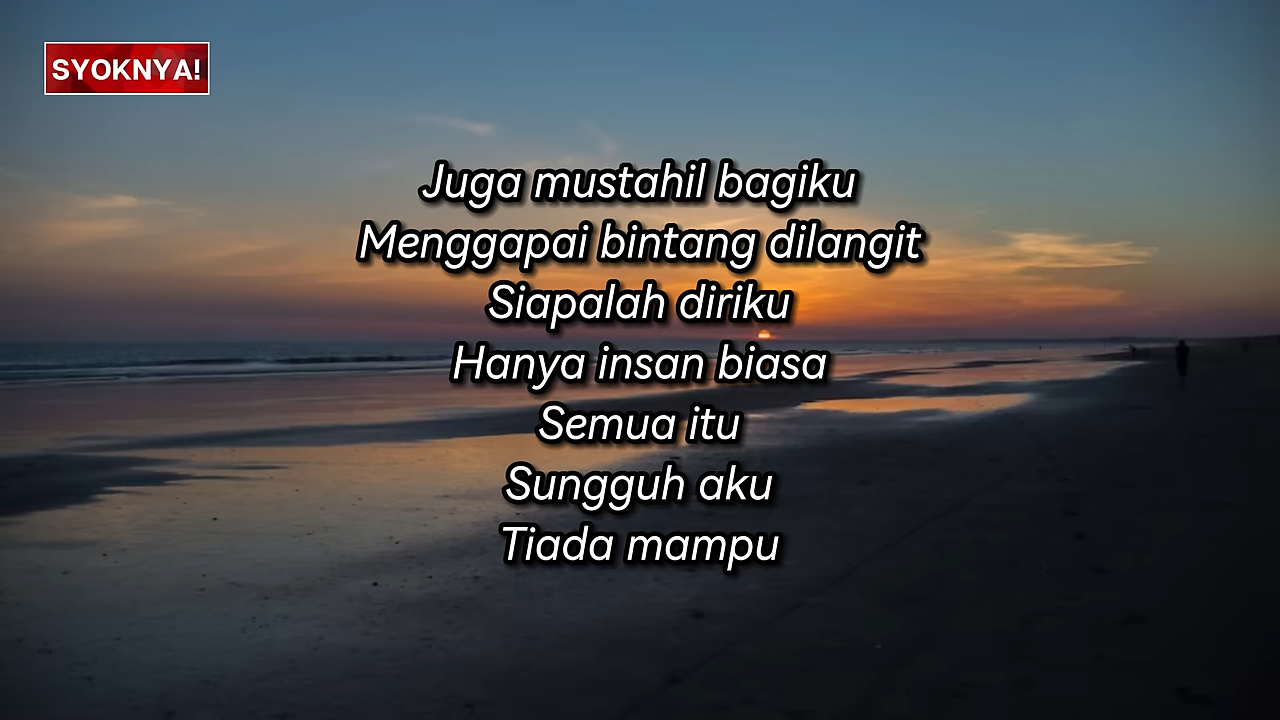 SYOKNYA!
Juga mustahil bagiku
Menggapai bintang dilangit
Siapalah diriku
Hanya insan biasa
Semua itu
Sungguh aku
Tiada mampu